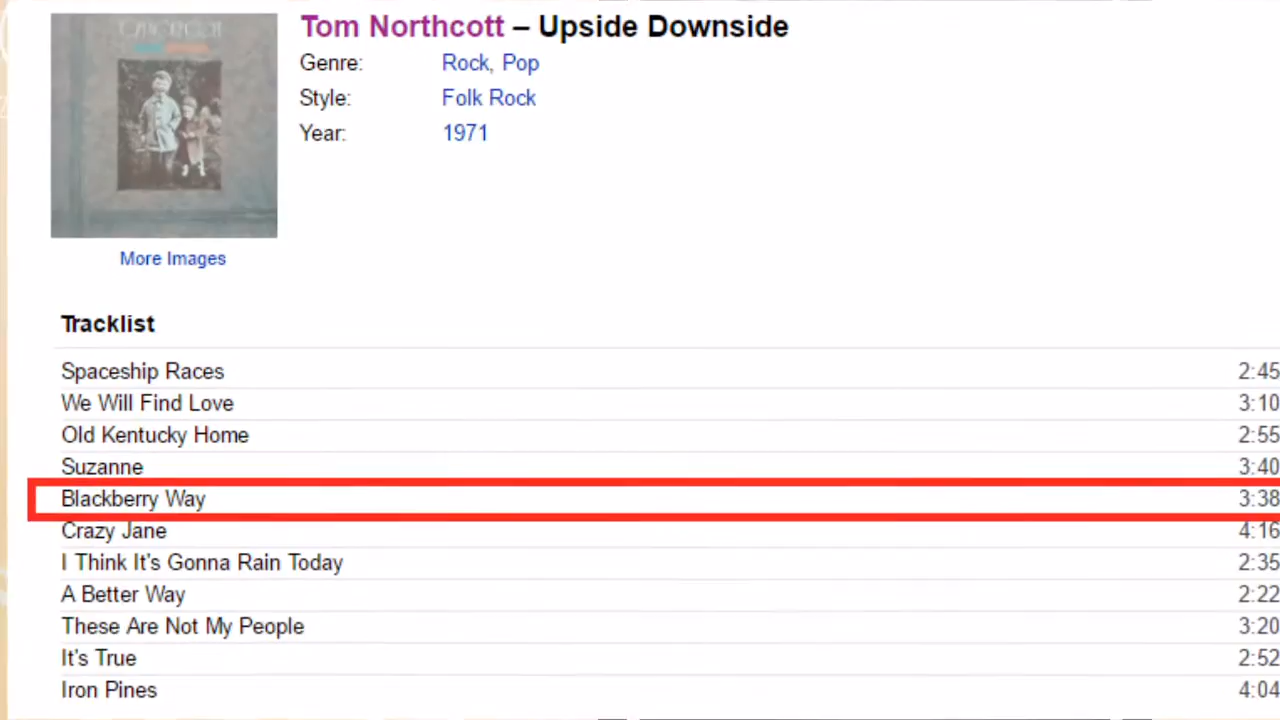 Tom Northcott – Upside Downside
Genre: Rock, Pop
Style: Folk Rock
Year: 1971
More Images
Tracklist
Spaceship Races 2:45
We Will Find Love 3:10
Old Kentucky Home 2:55
Suzanne 3:40
Blackberry Way 3:38
Crazy Jane 4:16
I Think It's Gonna Rain Today 2:35
A Better Way 2:22
These Are Not My People 3:20
It's True 2:52
Iron Pines 4:04